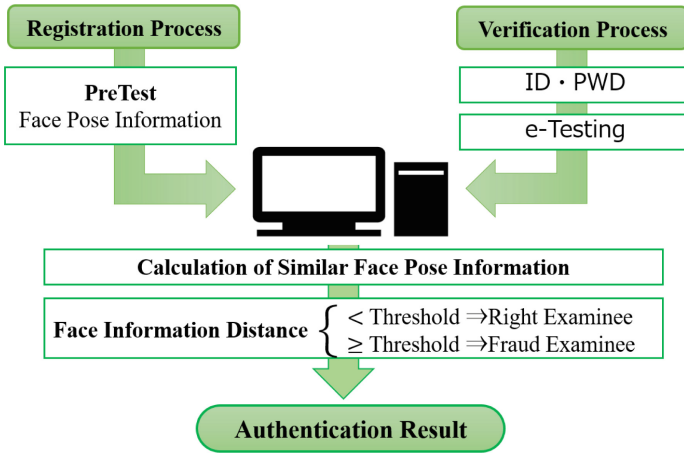 Registration Process
PreTest
Face Pose Information
Verification Process
ID・PWD
e-Testing
Calculation of Similar Face Pose Information
Face Information Distance { < Threshold ⇒Right Examinee
≥ Threshold ⇒Fraud Examinee
Authentication Result